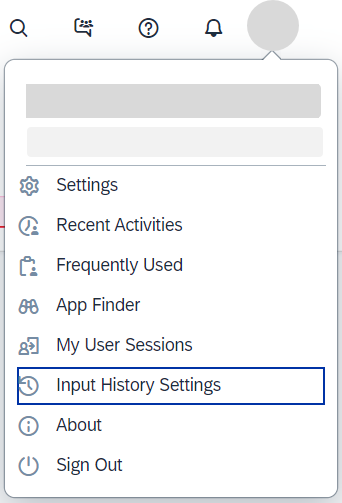 Settings
Recent Activities
Frequently Used
App Finder
My User Sessions
Input History Settings
About
Sign Out